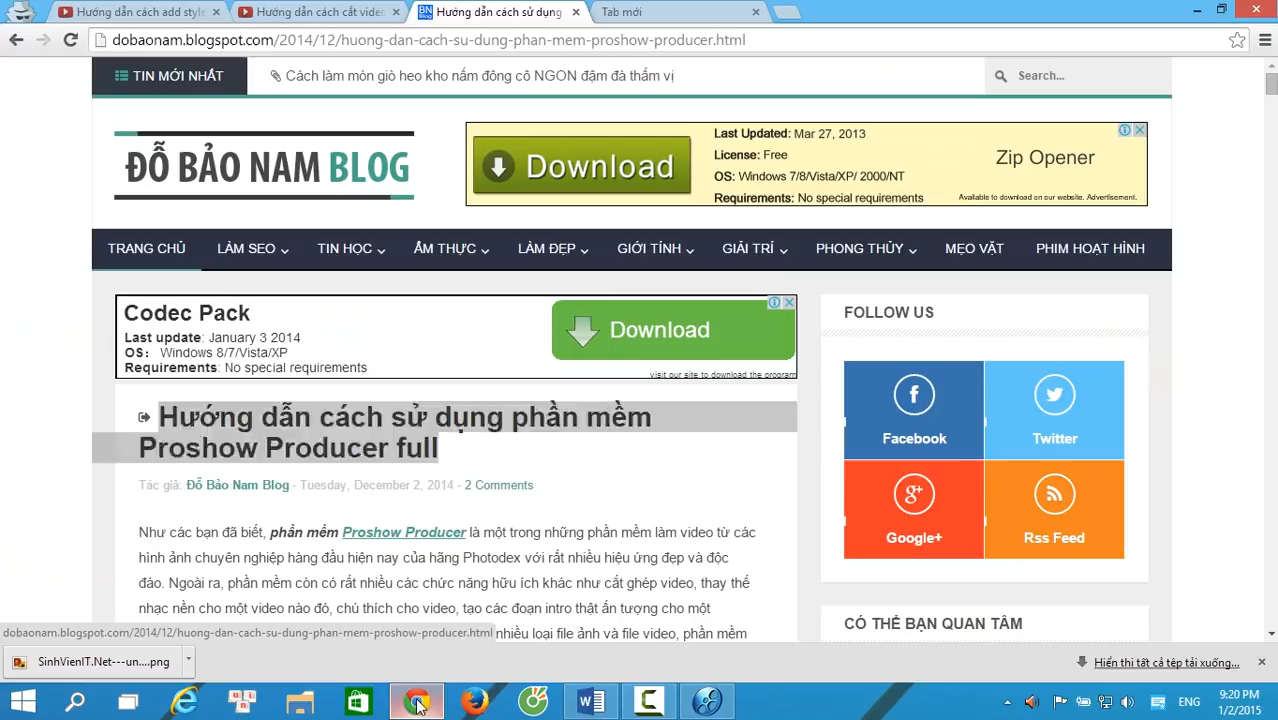 Hướng dẫn cách add style
Hướng dẫn cách cắt video
BN Blog
Hướng dẫn cách sử dụng
Tab mới
dobaonam.blogspot.com/2014/12/huong-dan-cach-su-dung-phan-mem-proshow-producer.html
TIN MỚI NHẤT
Cách làm món giò heo kho nấm đông cô NGON đậm đà thấm vị
Search...
ĐỖ BẢO NAM BLOG
Download
Last Updated: Mar 27, 2013
License: Free
OS: Windows 7/8/Vista/XP/ 2000/NT
Requirements: No special requirements
Zip Opener
Available to download on our website. Advertisement.
TRANG CHỦ
LÀM SEO
TIN HỌC
ẨM THỰC
LÀM ĐẸP
GIỚI TÍNH
GIẢI TRÍ
PHONG THỦY
MẸO VẶT
PHIM HOẠT HÌNH
Codec Pack
Last update: January 3 2014
OS: Windows 8/7/Vista/XP
Requirements: No special requirements
Download
visit our site to download the program
FOLLOW US
Facebook
Twitter
Google+
Rss Feed
Hướng dẫn cách sử dụng phần mềm
Proshow Producer full
Tác giả: Đỗ Bảo Nam Blog - Tuesday, December 2, 2014 - 2 Comments
Như các bạn đã biết, phần mềm Proshow Producer là một trong những phần mềm làm video từ các
hình ảnh chuyên nghiệp hàng đầu hiện nay của hãng Photodex với rất nhiều hiệu ứng đẹp và độc
đáo. Ngoài ra, phần mềm còn có rất nhiều các chức năng hữu ích khác như cắt ghép video, thay thế
nhạc nền cho một video nào đó, chú thích cho video, tạo các đoạn intro thật ấn tượng cho một
nhiều loại file ảnh và file video, phần mềm
CÓ THỂ BẠN QUAN TÂM
dobaonam.blogspot.com/2014/12/huong-dan-cach-su-dung-phan-mem-proshow-producer.html
SinhVienIT.Net---un....png
Hiển thị tất cả tệp tải xuống...
ENG
9:20 PM
1/2/2015